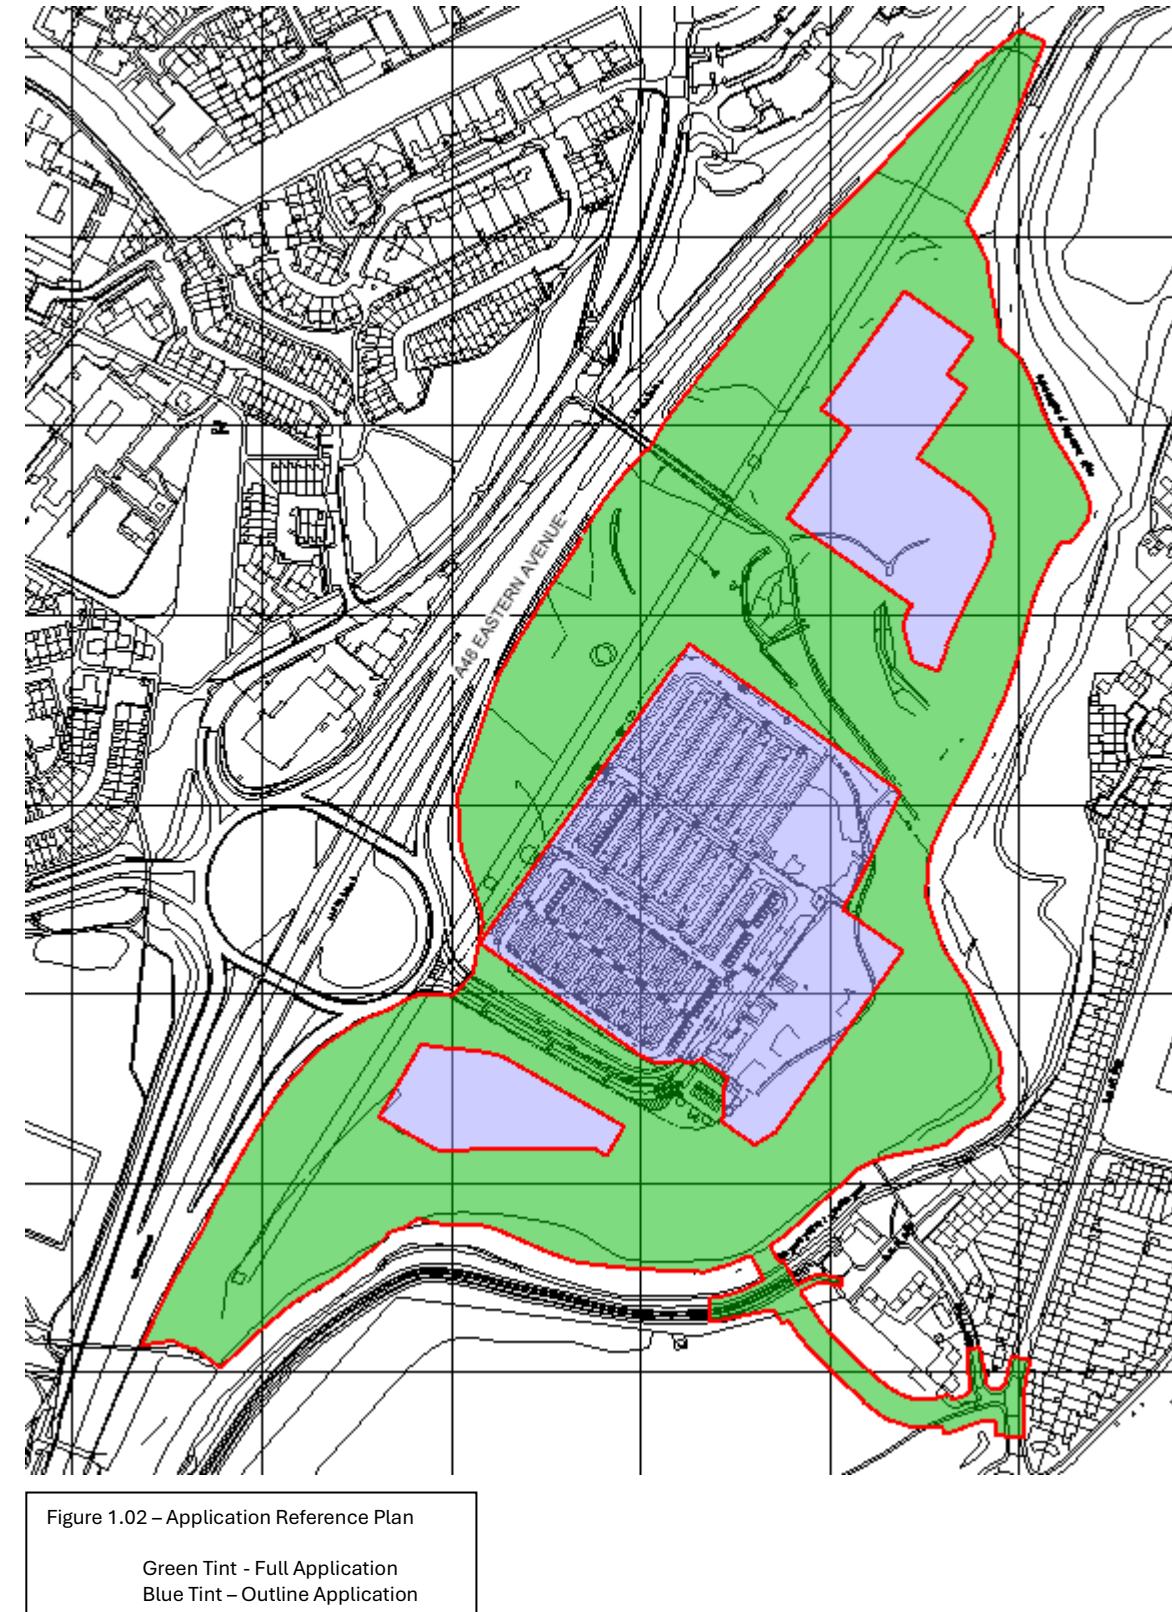 A48 EASTERN AVENUE
Figure 1.02 – Application Reference Plan
Green Tint - Full Application
Blue Tint – Outline Application